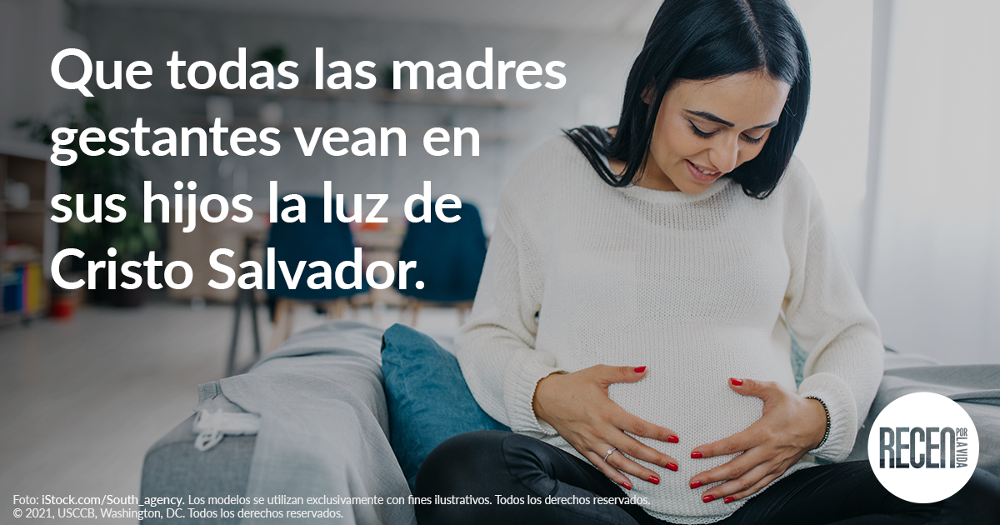 Que todas las madres
gestantes vean en
sus hijos la luz de
Cristo Salvador.
RECEN
POR
LA VIDA
Foto: iStock.com/South_agency. Los modelos se utilizan exclusivamente con fines ilustrativos. Todos los derechos reservados.
© 2021, USCCB, Washington, DC. Todos los derechos reservados.